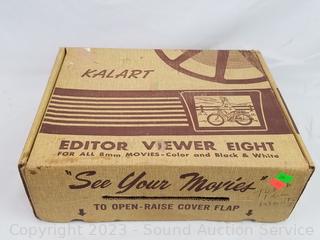 KALART
EDITOR VIEWER EIGHT
FOR ALL 8mm MOVIES-Color and Black & White
"See Your Movies"
TO OPEN-RAISE COVER FLAP
Copyright 2023 - Sound Auction Service